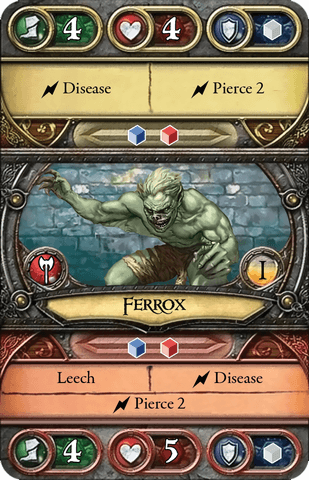 4 4
Disease Pierce 2
I
FERROX
Leech Disease
Pierce 2
4 5